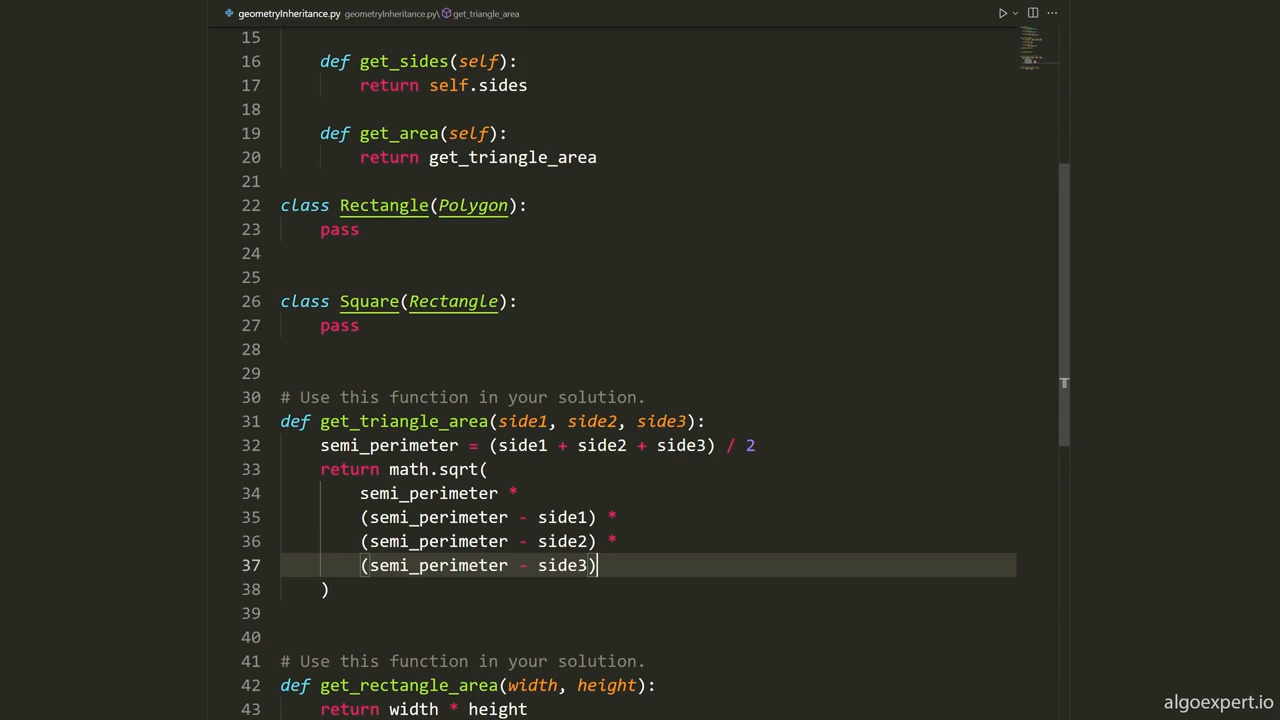 geometryInheritance.py geometryInheritance.py\ get_triangle_area
15
16 def get_sides(self):
17 return self.sides
18
19 def get_area(self):
20 return get_triangle_area
21
22 class Rectangle(Polygon):
23 pass
24
25
26 class Square(Rectangle):
27 pass
28
29
30 # Use this function in your solution.
31 def get_triangle_area(side1, side2, side3):
32 semi_perimeter = (side1 + side2 + side3) / 2
33 return math.sqrt(
34 semi_perimeter *
35 (semi_perimeter - side1) *
36 (semi_perimeter - side2) *
37 (semi_perimeter - side3)
38 )
39
40
41 # Use this function in your solution.
42 def get_rectangle_area(width, height):
43 return width * height
algoexpert.io